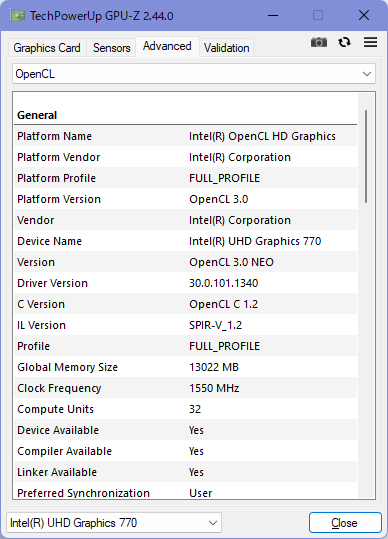 TechPowerUp GPU-Z 2.44.0
Graphics Card Sensors Advanced Validation
OpenCL
General
Platform Name Intel(R) OpenCL HD Graphics
Platform Vendor Intel(R) Corporation
Platform Profile FULL_PROFILE
Platform Version OpenCL 3.0
Vendor Intel(R) Corporation
Device Name Intel(R) UHD Graphics 770
Version OpenCL 3.0 NEO
Driver Version 30.0.101.1340
C Version OpenCL C 1.2
IL Version SPIR-V_1.2
Profile FULL_PROFILE
Global Memory Size 13022 MB
Clock Frequency 1550 MHz
Compute Units 32
Device Available Yes
Compiler Available Yes
Linker Available Yes
Preferred Synchronization User
Intel(R) UHD Graphics 770 Close